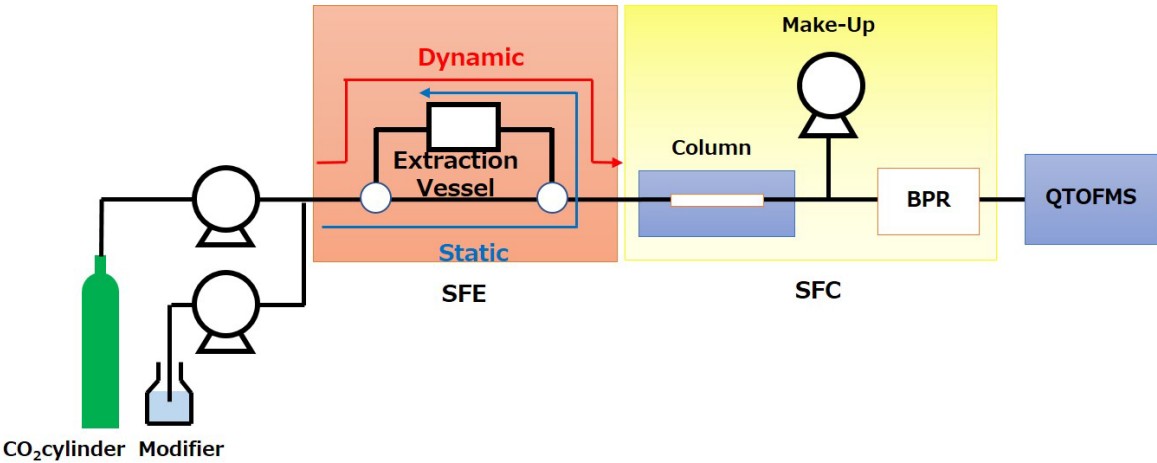 Make-Up
Dynamic
Extraction
Vessel
Column
BPR
QTOFMS
Static
SFE
SFC
CO₂cylinder
Modifier